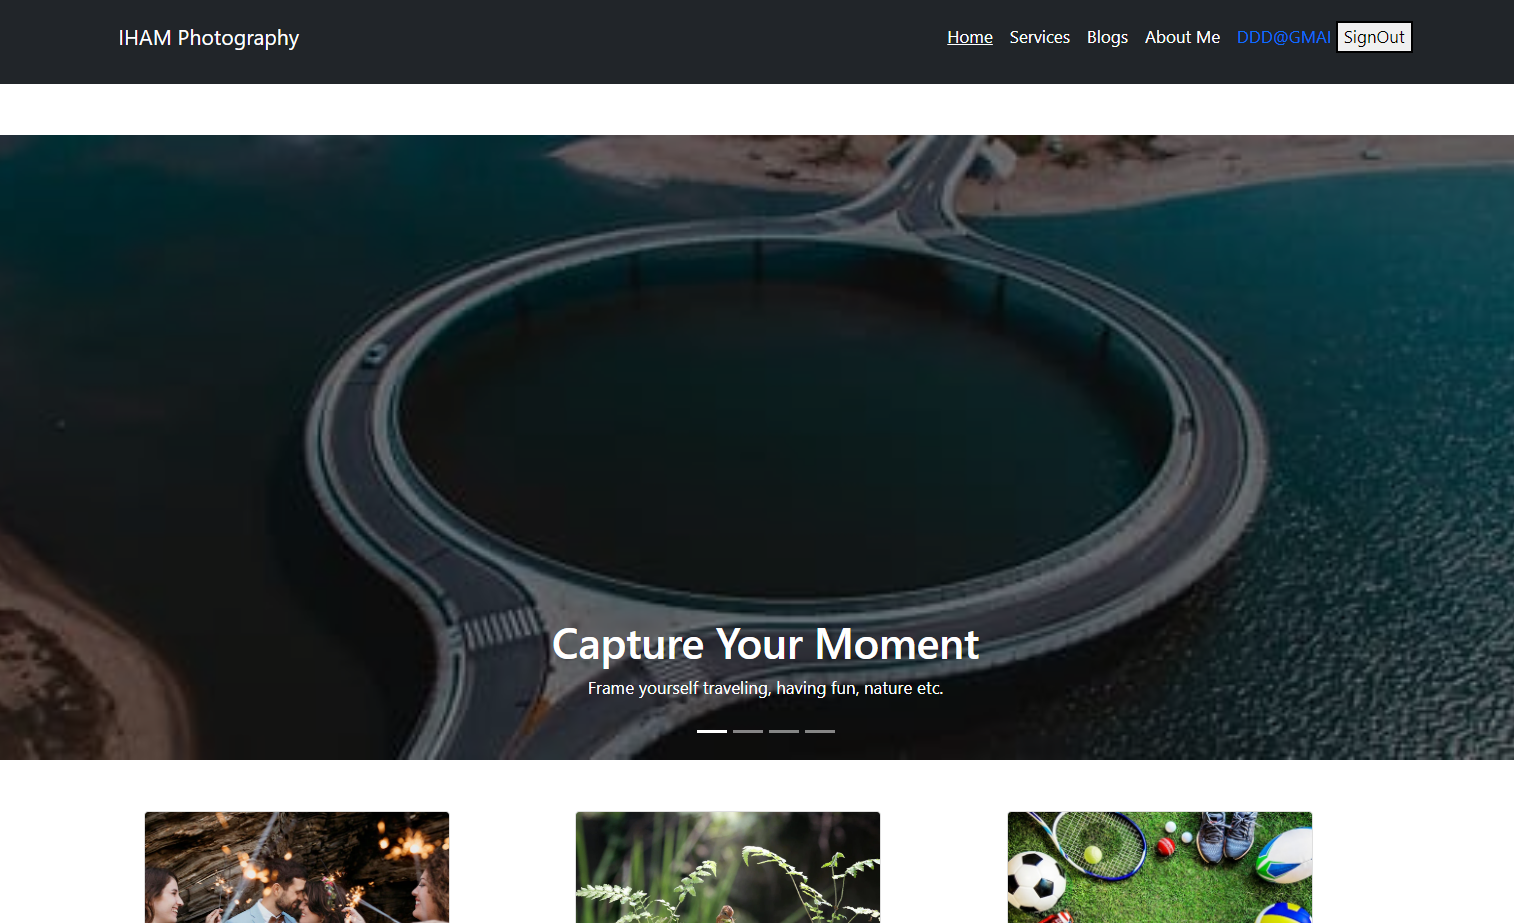 IHAM Photography
Home Services Blogs About Me DDD@GMAI SignOut
Capture Your Moment
Frame yourself traveling, having fun, nature etc.